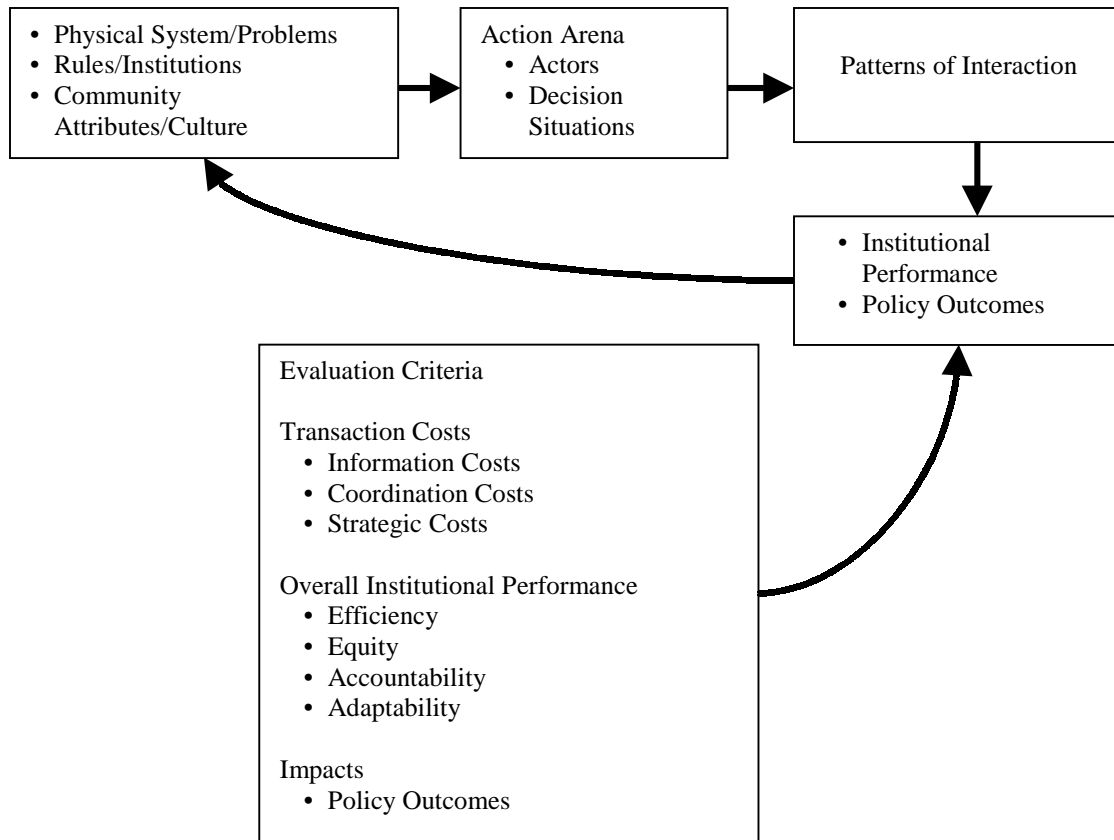 • Physical System/Problems
• Rules/Institutions
• Community
Attributes/Culture
Action Arena
• Actors
• Decision
Situations
Patterns of Interaction
• Institutional
Performance
• Policy Outcomes
Evaluation Criteria
Transaction Costs
• Information Costs
• Coordination Costs
• Strategic Costs
Overall Institutional Performance
• Efficiency
• Equity
• Accountability
• Adaptability
Impacts
• Policy Outcomes